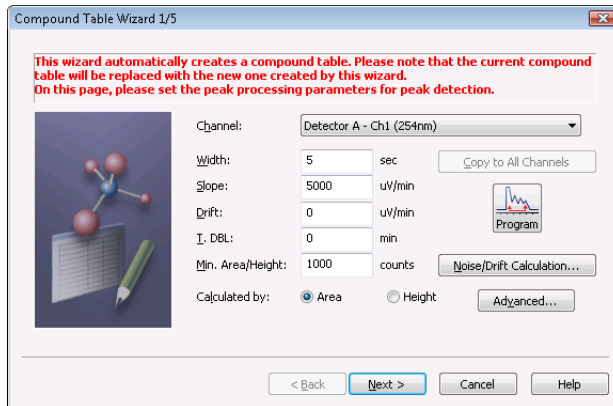 Compound Table Wizard 1/5
This wizard automatically creates a compound table. Please note that the current compound
table will be replaced with the new one created by this wizard.
On this page, please set the peak processing parameters for peak detection.
Channel: Detector A - Ch1 (254nm)
Width: 5 sec Copy to All Channels
Slope: 5000 uV/min
Drift: 0 uV/min
Program
T. DBL: 0 min
Min. Area/Height: 1000 counts Noise/Drift Calculation...
Calculated by: Area Height Advanced...
< Back Next > Cancel Help